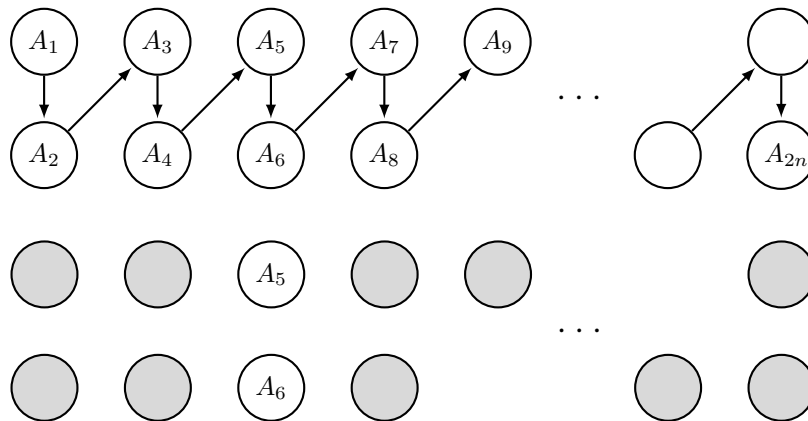 A₁ A₃ A₅ A₇ A₉
. . .
A₂ A₄ A₆ A₈ A₂ₙ
A₅
. . .
A₆